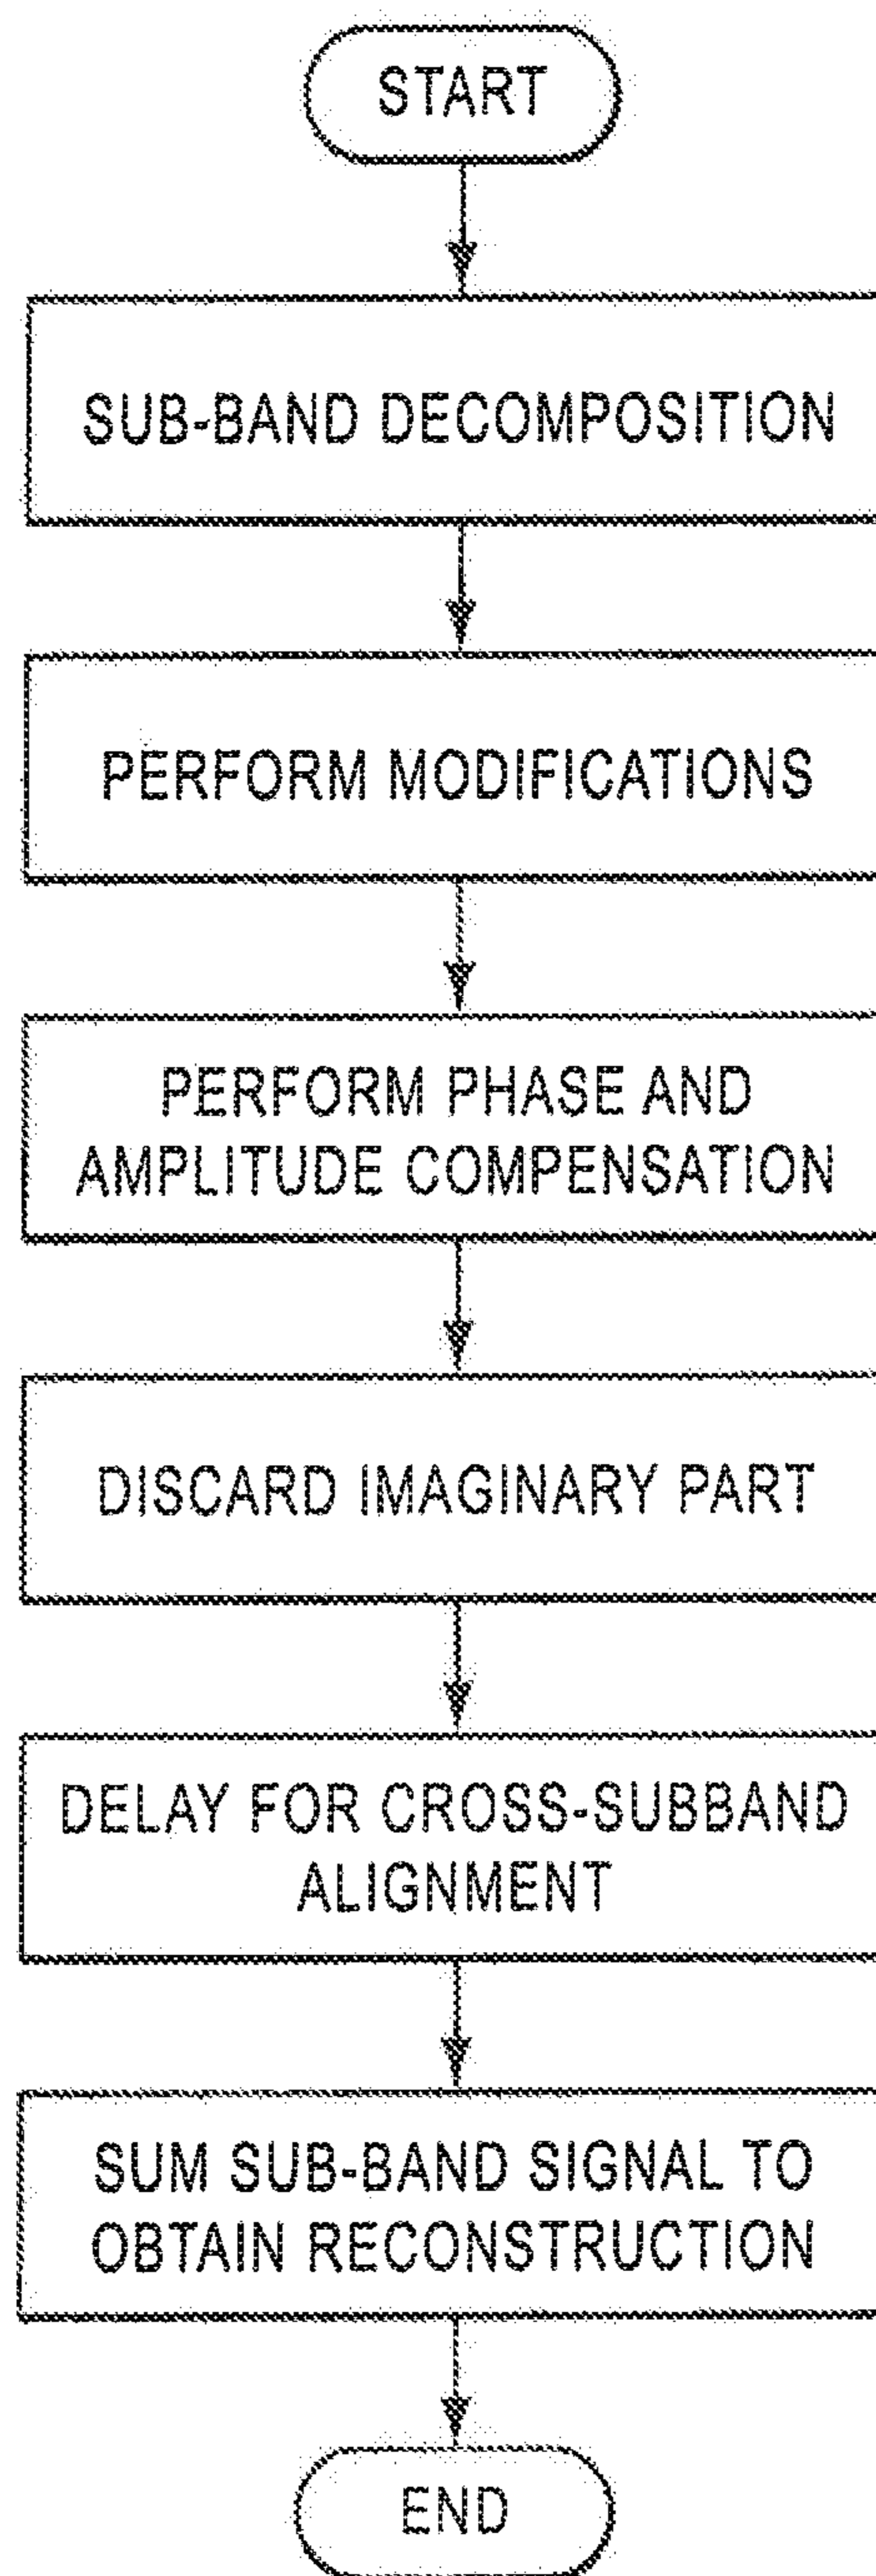 START
SUB-BAND DECOMPOSITION
PERFORM MODIFICATIONS
PERFORM PHASE AND
AMPLITUDE COMPENSATION
DISCARD IMAGINARY PART
DELAY FOR CROSS-SUBBAND
ALIGNMENT
SUM SUB-BAND SIGNAL TO
OBTAIN RECONSTRUCTION
END